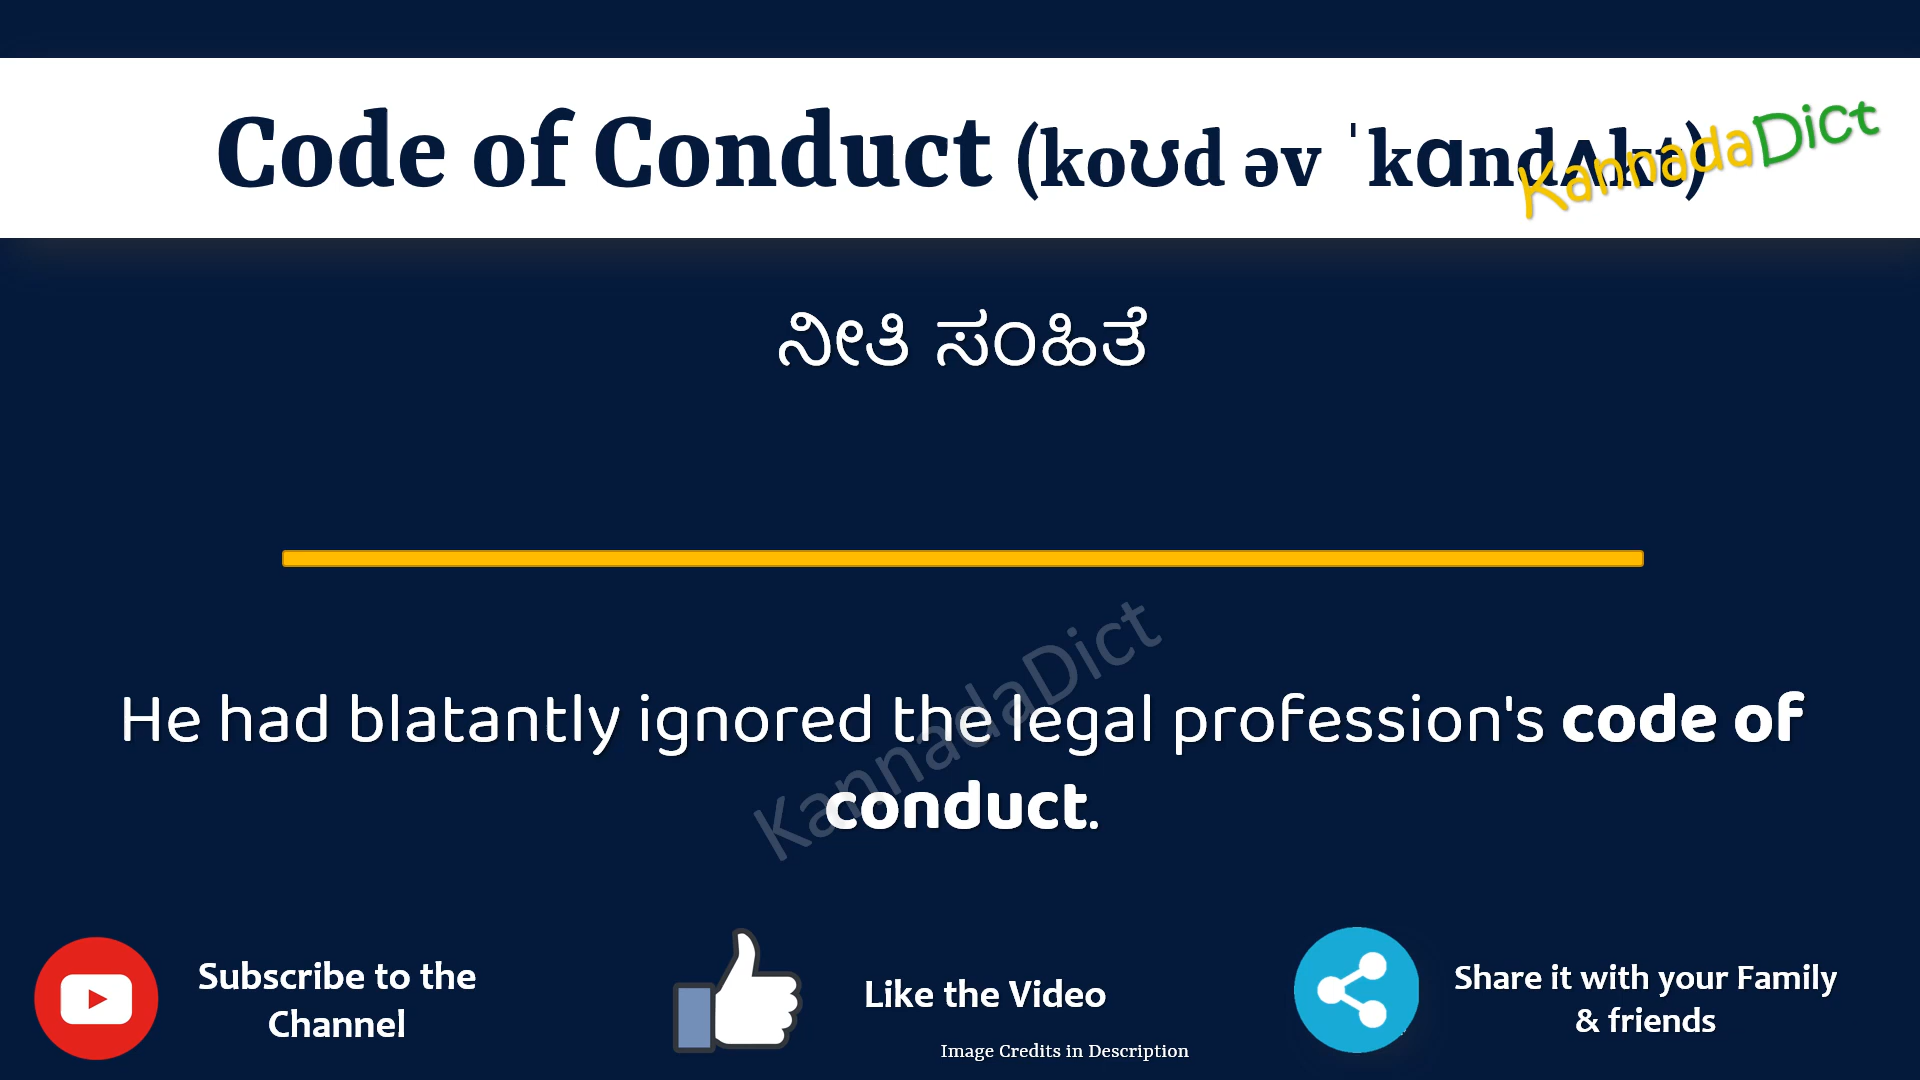 Code of Conduct (koʊd əv ˈkɑndʌkt)
KannadaDict
ನೀತಿ ಸಂಹಿತೆ
KannadaDict
He had blatantly ignored the legal profession's code of
conduct.
Subscribe to the
Channel
Like the Video
Share it with your Family
& friends
Image Credits in Description